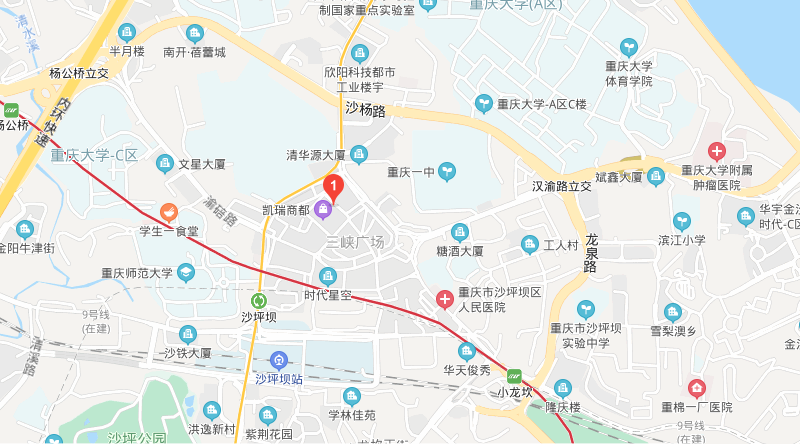 制国家重点实验室
重庆大学(A区)
清水溪
半月楼
南开·蓓蕾城
杨公桥立交
欣阳科技都市
工业楼宇
重庆大学
体育学院
内环快速
杨公桥
沙杨路
重庆大学-A区C楼
重庆大学-C区
文星大厦
清华源大厦
重庆一中
汉渝路立交
斌鑫大厦
重庆大学附属
肿瘤医院
渝碚路
1
凯瑞商都
学生一食堂
金阳牛津街
三峡广场
糖酒大厦
工人村
龙泉路
滨江小学
华宇金沙
时代-C区
重庆师范大学
时代星空
9号线
(在建)
沙坪坝
重庆市沙坪坝区
人民医院
重庆市沙坪坝
实验中学
雪梨澳乡
清溪路
沙铁大厦
沙坪坝站
华天俊秀
小龙坎
隆庆楼
重棉一厂医院
沙坪公园
洪逸新村
紫荆花园
学林佳苑
9号线
(在建)